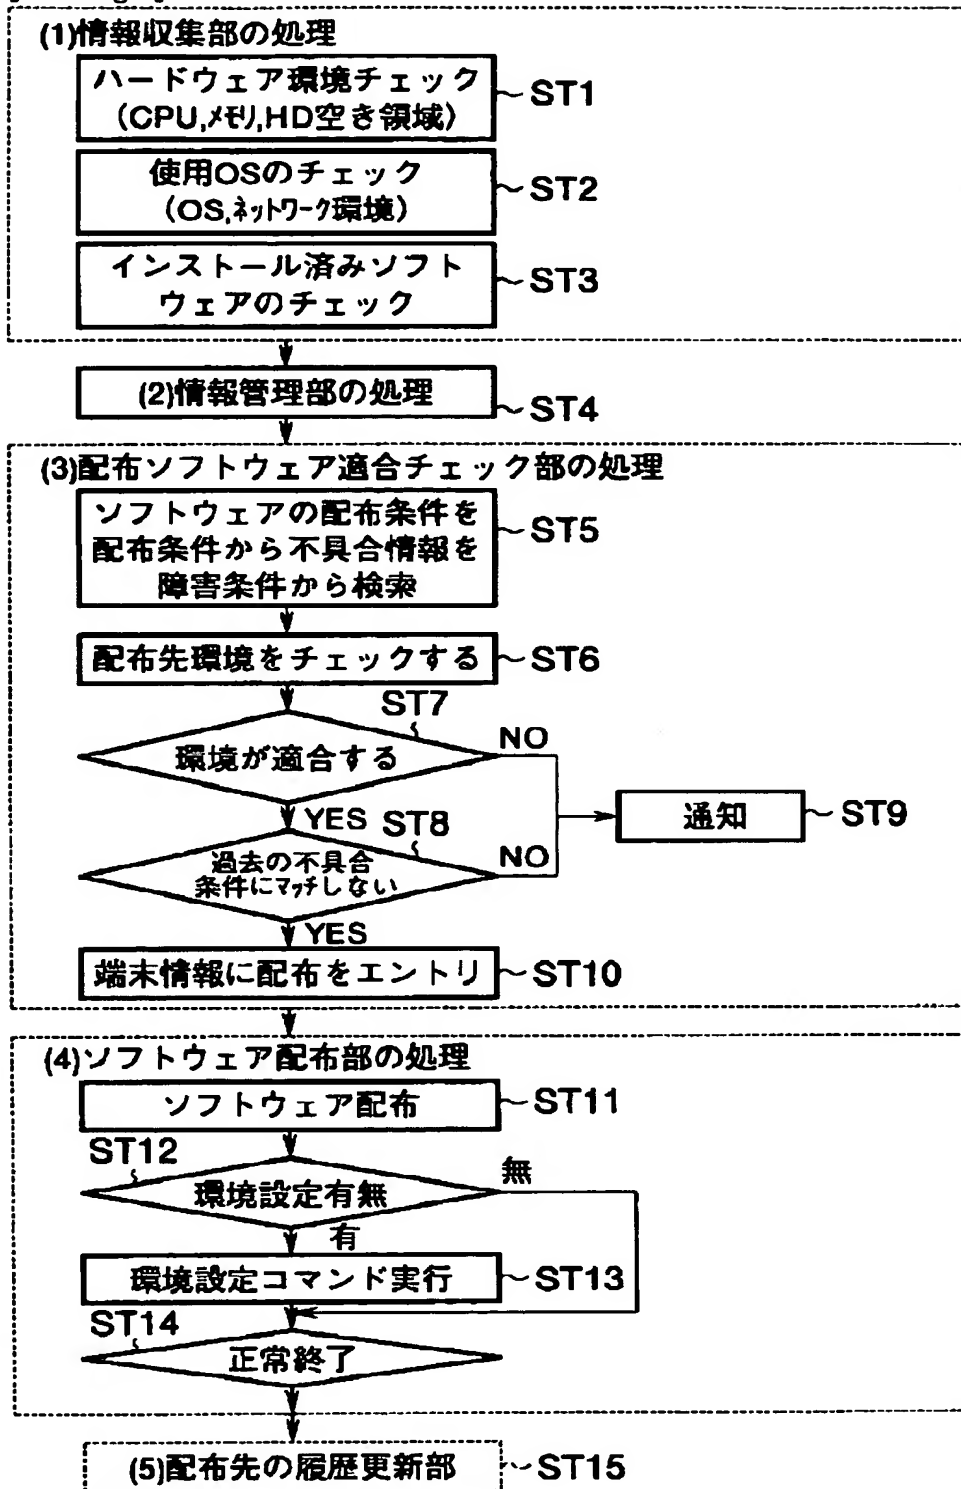 (1)情報収集部の処理
ハードウェア環境チェック
(CPU,メモリ,HD空き領域)
ST1
使用OSのチェック
(OS,ネットワーク環境)
ST2
インストール済みソフト
ウェアのチェック
ST3
(2)情報管理部の処理
ST4
(3)配布ソフトウェア適合チェック部の処理
ソフトウェアの配布条件を
配布条件から不具合情報を
障害条件から検索
ST5
配布先環境をチェックする
ST6
ST7
環境が適合する
NO
YES
ST8
過去の不具合
条件にマッチしない
NO
通知
ST9
YES
端末情報に配布をエントリ
ST10
(4)ソフトウェア配布部の処理
ソフトウェア配布
ST11
ST12
環境設定有無
無
有
環境設定コマンド実行
ST13
ST14
正常終了
(5)配布先の履歴更新部
ST15